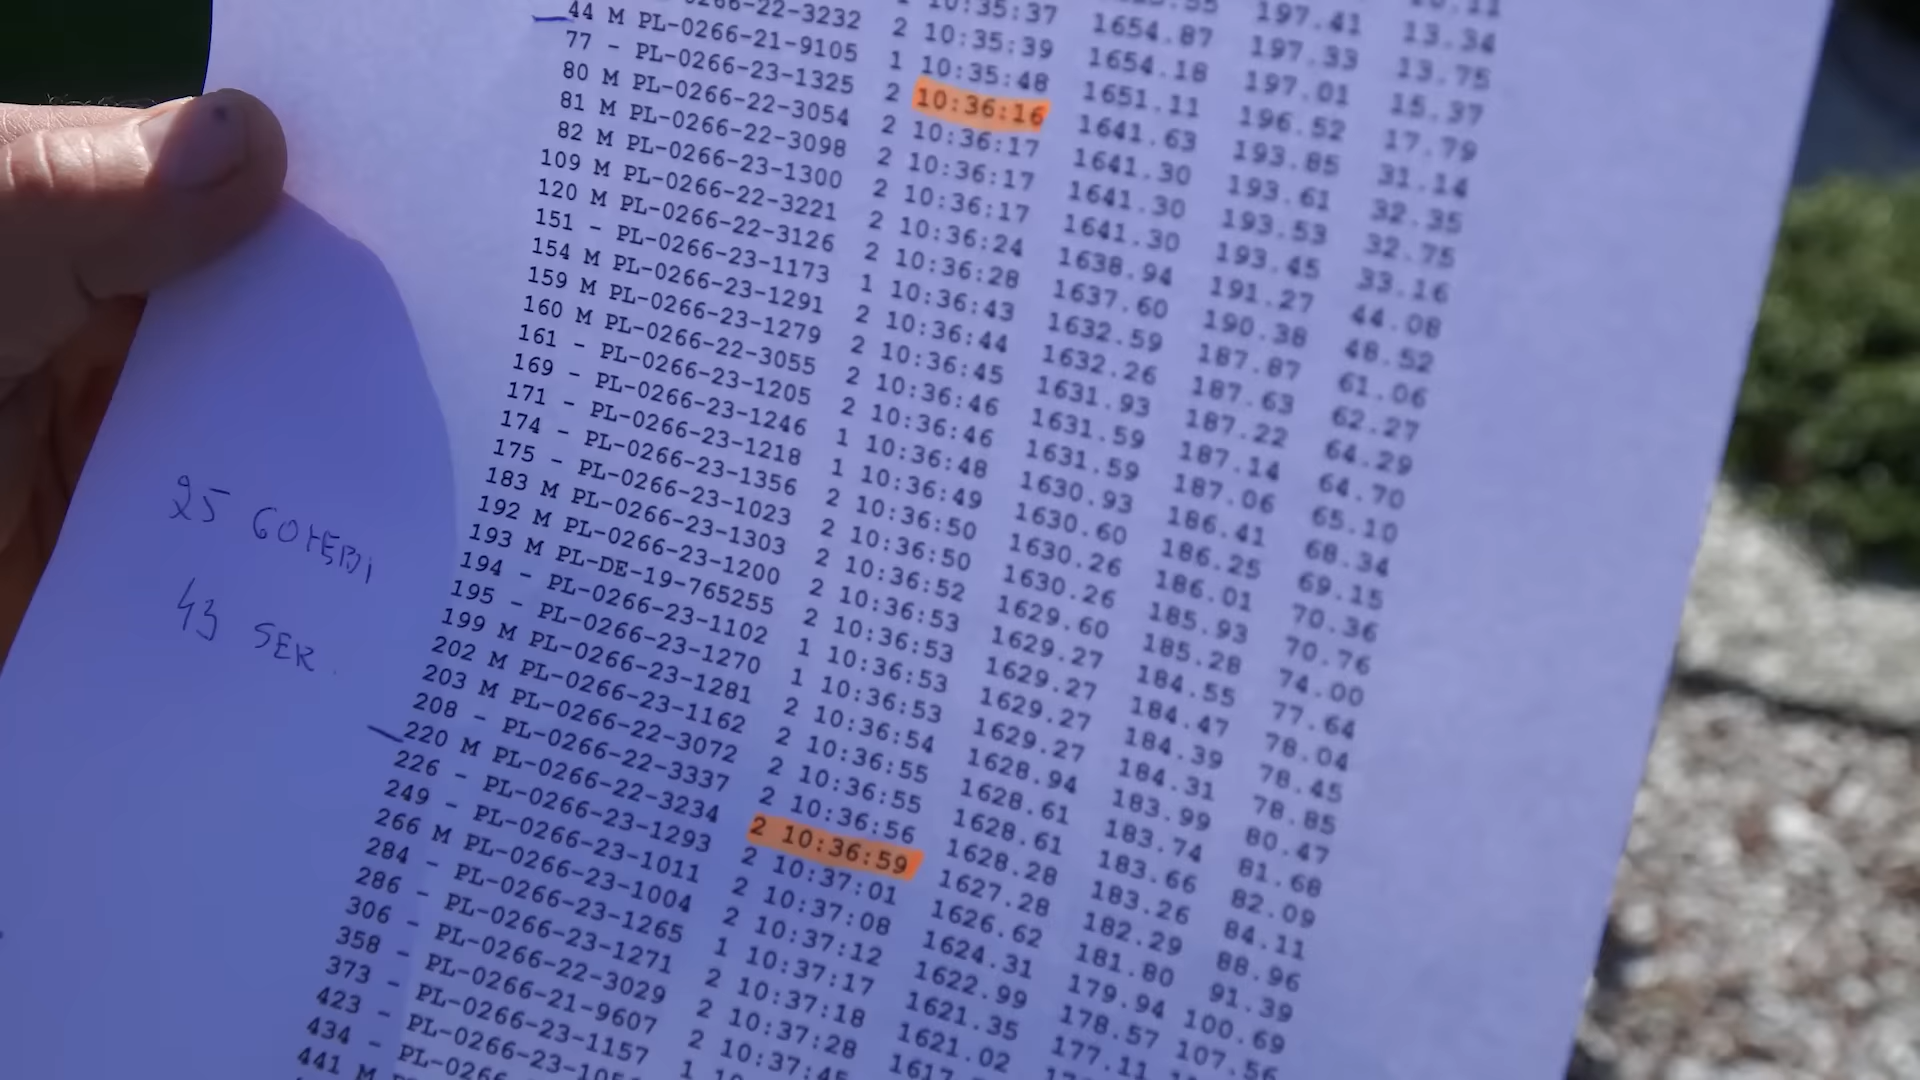 197.41 13.34
10:35:37 1654.87 197.33 13.75
0266-22-3232 2 10:35:39 1654.18 197.01 15.37
44 M PL-0266-21-9105 1 10:35:48 1651.11 196.52 17.79
77 - PL-0266-23-1325 2 10:36:16 1641.63 193.85 31.14
80 M PL-0266-22-3054 2 10:36:17 1641.30 193.61 32.35
81 M PL-0266-22-3098 2 10:36:17 1641.30 193.53 32.75
82 M PL-0266-23-1300 2 10:36:17 1641.30 193.45 33.16
109 M PL-0266-22-3221 2 10:36:24 1638.94 191.27 44.08
120 M PL-0266-22-3126 2 10:36:28 1637.60 190.38 48.52
151 - PL-0266-23-1173 1 10:36:43 1632.59 187.87 61.06
154 M PL-0266-23-1291 2 10:36:44 1632.26 187.63 62.27
159 M PL-0266-23-1279 2 10:36:45 1631.93 187.22 64.29
160 M PL-0266-22-3055 2 10:36:46 1631.59 187.14 64.70
161 - PL-0266-23-1205 2 10:36:46 1631.59 187.06 65.10
169 - PL-0266-23-1246 1 10:36:48 1630.93 186.41 68.34
171 - PL-0266-23-1218 1 10:36:49 1630.60 186.25 69.15
174 - PL-0266-23-1356 2 10:36:50 1630.26 186.01 70.36
175 - PL-0266-23-1023 2 10:36:50 1630.26 185.93 70.76
183 M PL-0266-23-1303 2 10:36:52 1629.60 185.28 74.00
192 M PL-0266-23-1200 2 10:36:53 1629.27 184.55 77.64
193 M PL-DE-19-765255 2 10:36:53 1629.27 184.47 78.04
194 - PL-0266-23-1102 1 10:36:53 1629.27 184.39 78.45
195 - PL-0266-23-1270 1 10:36:53 1629.27 184.31 78.85
199 M PL-0266-23-1281 2 10:36:54 1628.94 183.99 80.47
202 M PL-0266-23-1162 2 10:36:55 1628.61 183.74 81.68
203 M PL-0266-22-3072 2 10:36:55 1628.61 183.66 82.09
208 - PL-0266-22-3337 2 10:36:56 1628.28 183.26 84.11
220 M PL-0266-22-3234 2 10:36:59 1627.28 182.29 88.96
226 - PL-0266-23-1293 2 10:37:01 1626.62 181.80 91.39
249 - PL-0266-23-1011 2 10:37:08 1624.31 179.94 100.69
266 M PL-0266-23-1004 2 10:37:12 1622.99 178.57 107.56
284 - PL-0266-23-1265 1 10:37:17 1621.35 177.11
286 - PL-0266-23-1271 2 10:37:18 1621.02
306 - PL-0266-22-3029 2 10:37:28 1617
358 - PL-0266-21-9607 2 10:37:45
373 - PL-0266-23-1157 1
423 - PL-0266-23-105
434 - PL-0266
441 M
25 GOŁĘBI
43 SEK.